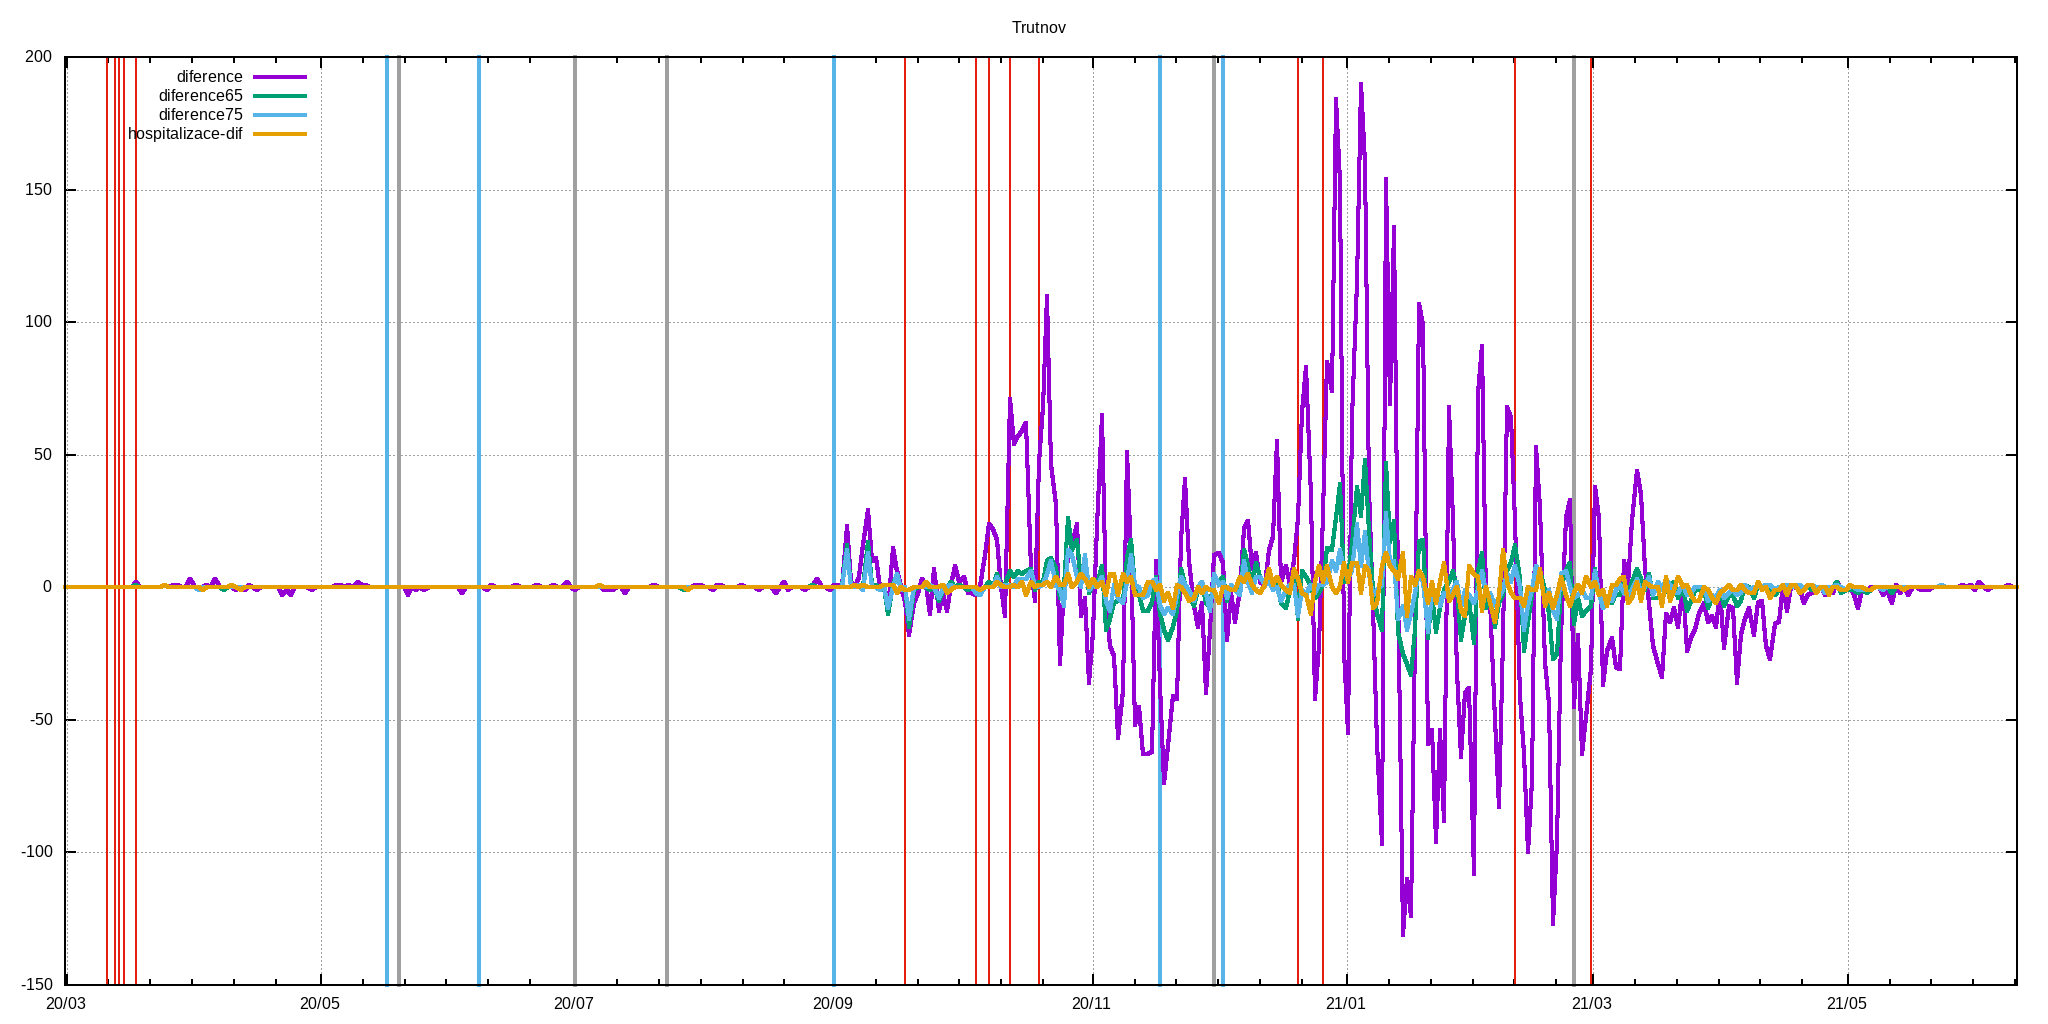 Trutnov
200
150
100
50
0
-50
-100
-150
diference
diference65
diference75
hospitalizace-dif
20/03 20/05 20/07 20/09 20/11 21/01 21/03 21/05